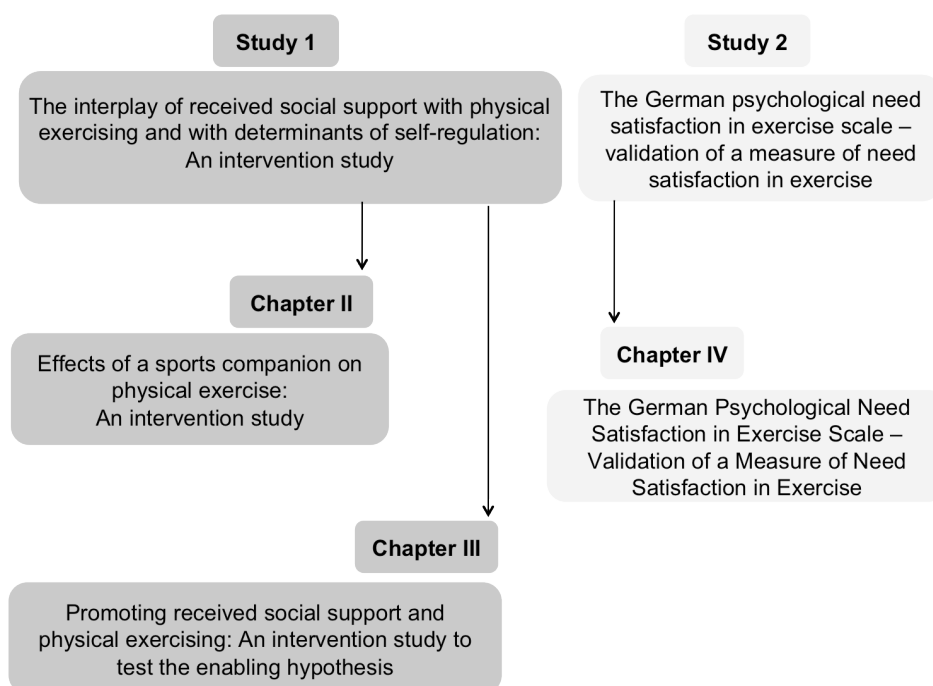 Study 1
The interplay of received social support with physical
exercising and with determinants of self-regulation:
An intervention study
Study 2
The German psychological need
satisfaction in exercise scale –
validation of a measure of need
satisfaction in exercise
Chapter II
Effects of a sports companion on
physical exercise:
An intervention study
Chapter IV
The German Psychological Need
Satisfaction in Exercise Scale –
Validation of a Measure of Need
Satisfaction in Exercise
Chapter III
Promoting received social support and
physical exercising: An intervention study to
test the enabling hypothesis